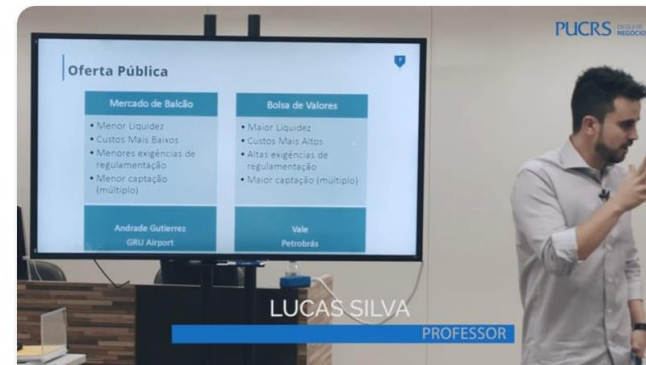 PUCRS
NEGÓCIOS
Oferta Pública
Mercado de Balcão
• Menor Liquidez
• Custos Mais Baixos
• Menores exigências de
regulamentação
• Menor captação
(múltiplo)
Andrade Gutierrez
GRU Airport
Bolsa de Valores
• Maior Liquidez
• Custos Mais Altos
• Altas exigências de
regulamentação
• Maior captação (múltiplo)
Vale
Petrobrás
LUCAS SILVA
PROFESSOR